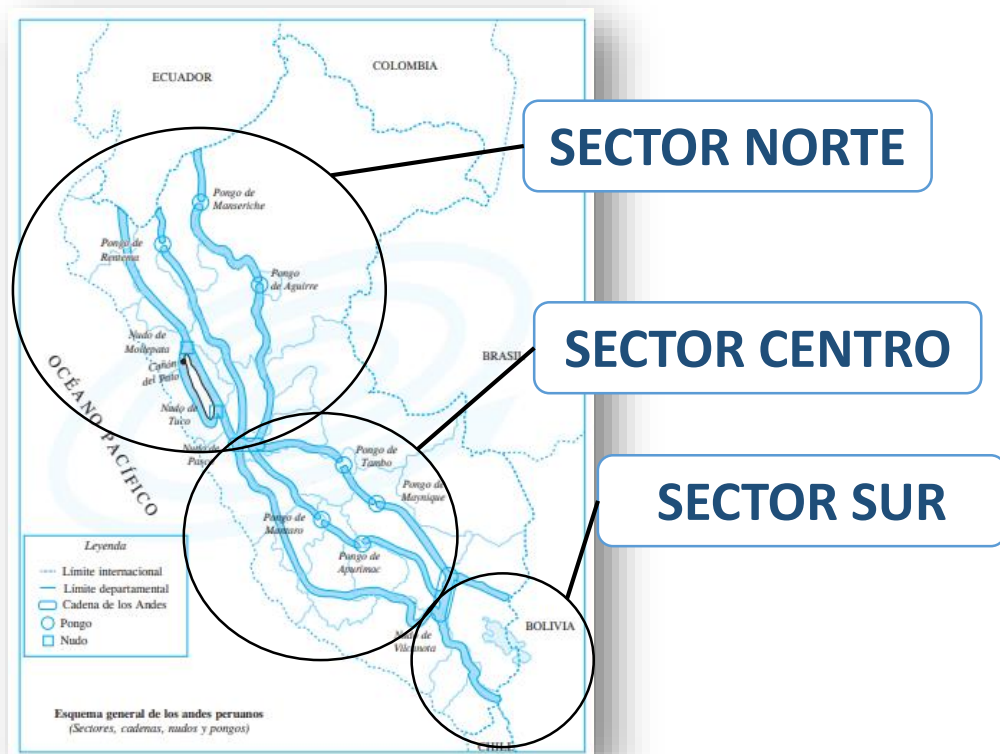 ECUADOR
COLOMBIA
SECTOR NORTE
Pongo de
Manseriche
Pongo de
Rentema
Pongo
de Aguirre
Nudo de
Mollepata
Cañón
del Pato
SECTOR CENTRO
BRASIL
OCÉANO PACÍFICO
Nudo de
Tuco
Nudo de
Pasco
Pongo de
Tambo
Pongo de
Maynique
SECTOR SUR
Pongo de
Mantaro
Pongo de
Apurimac
Leyenda
Límite internacional
Límite departamental
Cadena de los Andes
Pongo
Nudo
Nudo de
Vilcanota
BOLIVIA
Esquema general de los andes peruanos
(Sectores, cadenas, nudos y pongos)
CHILE